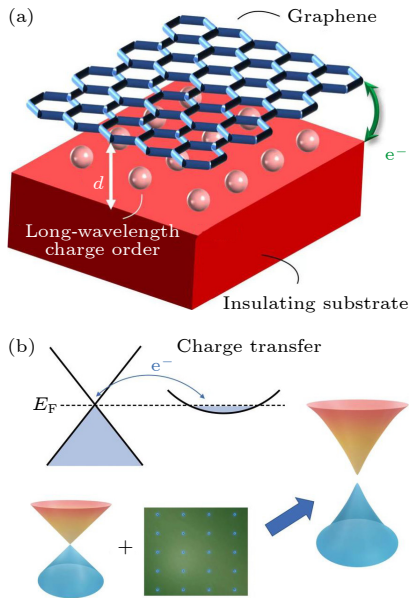 (a)
Graphene
e⁻
d
Long-wavelength
charge order
Insulating substrate
(b)
Charge transfer
e⁻
E_F
+